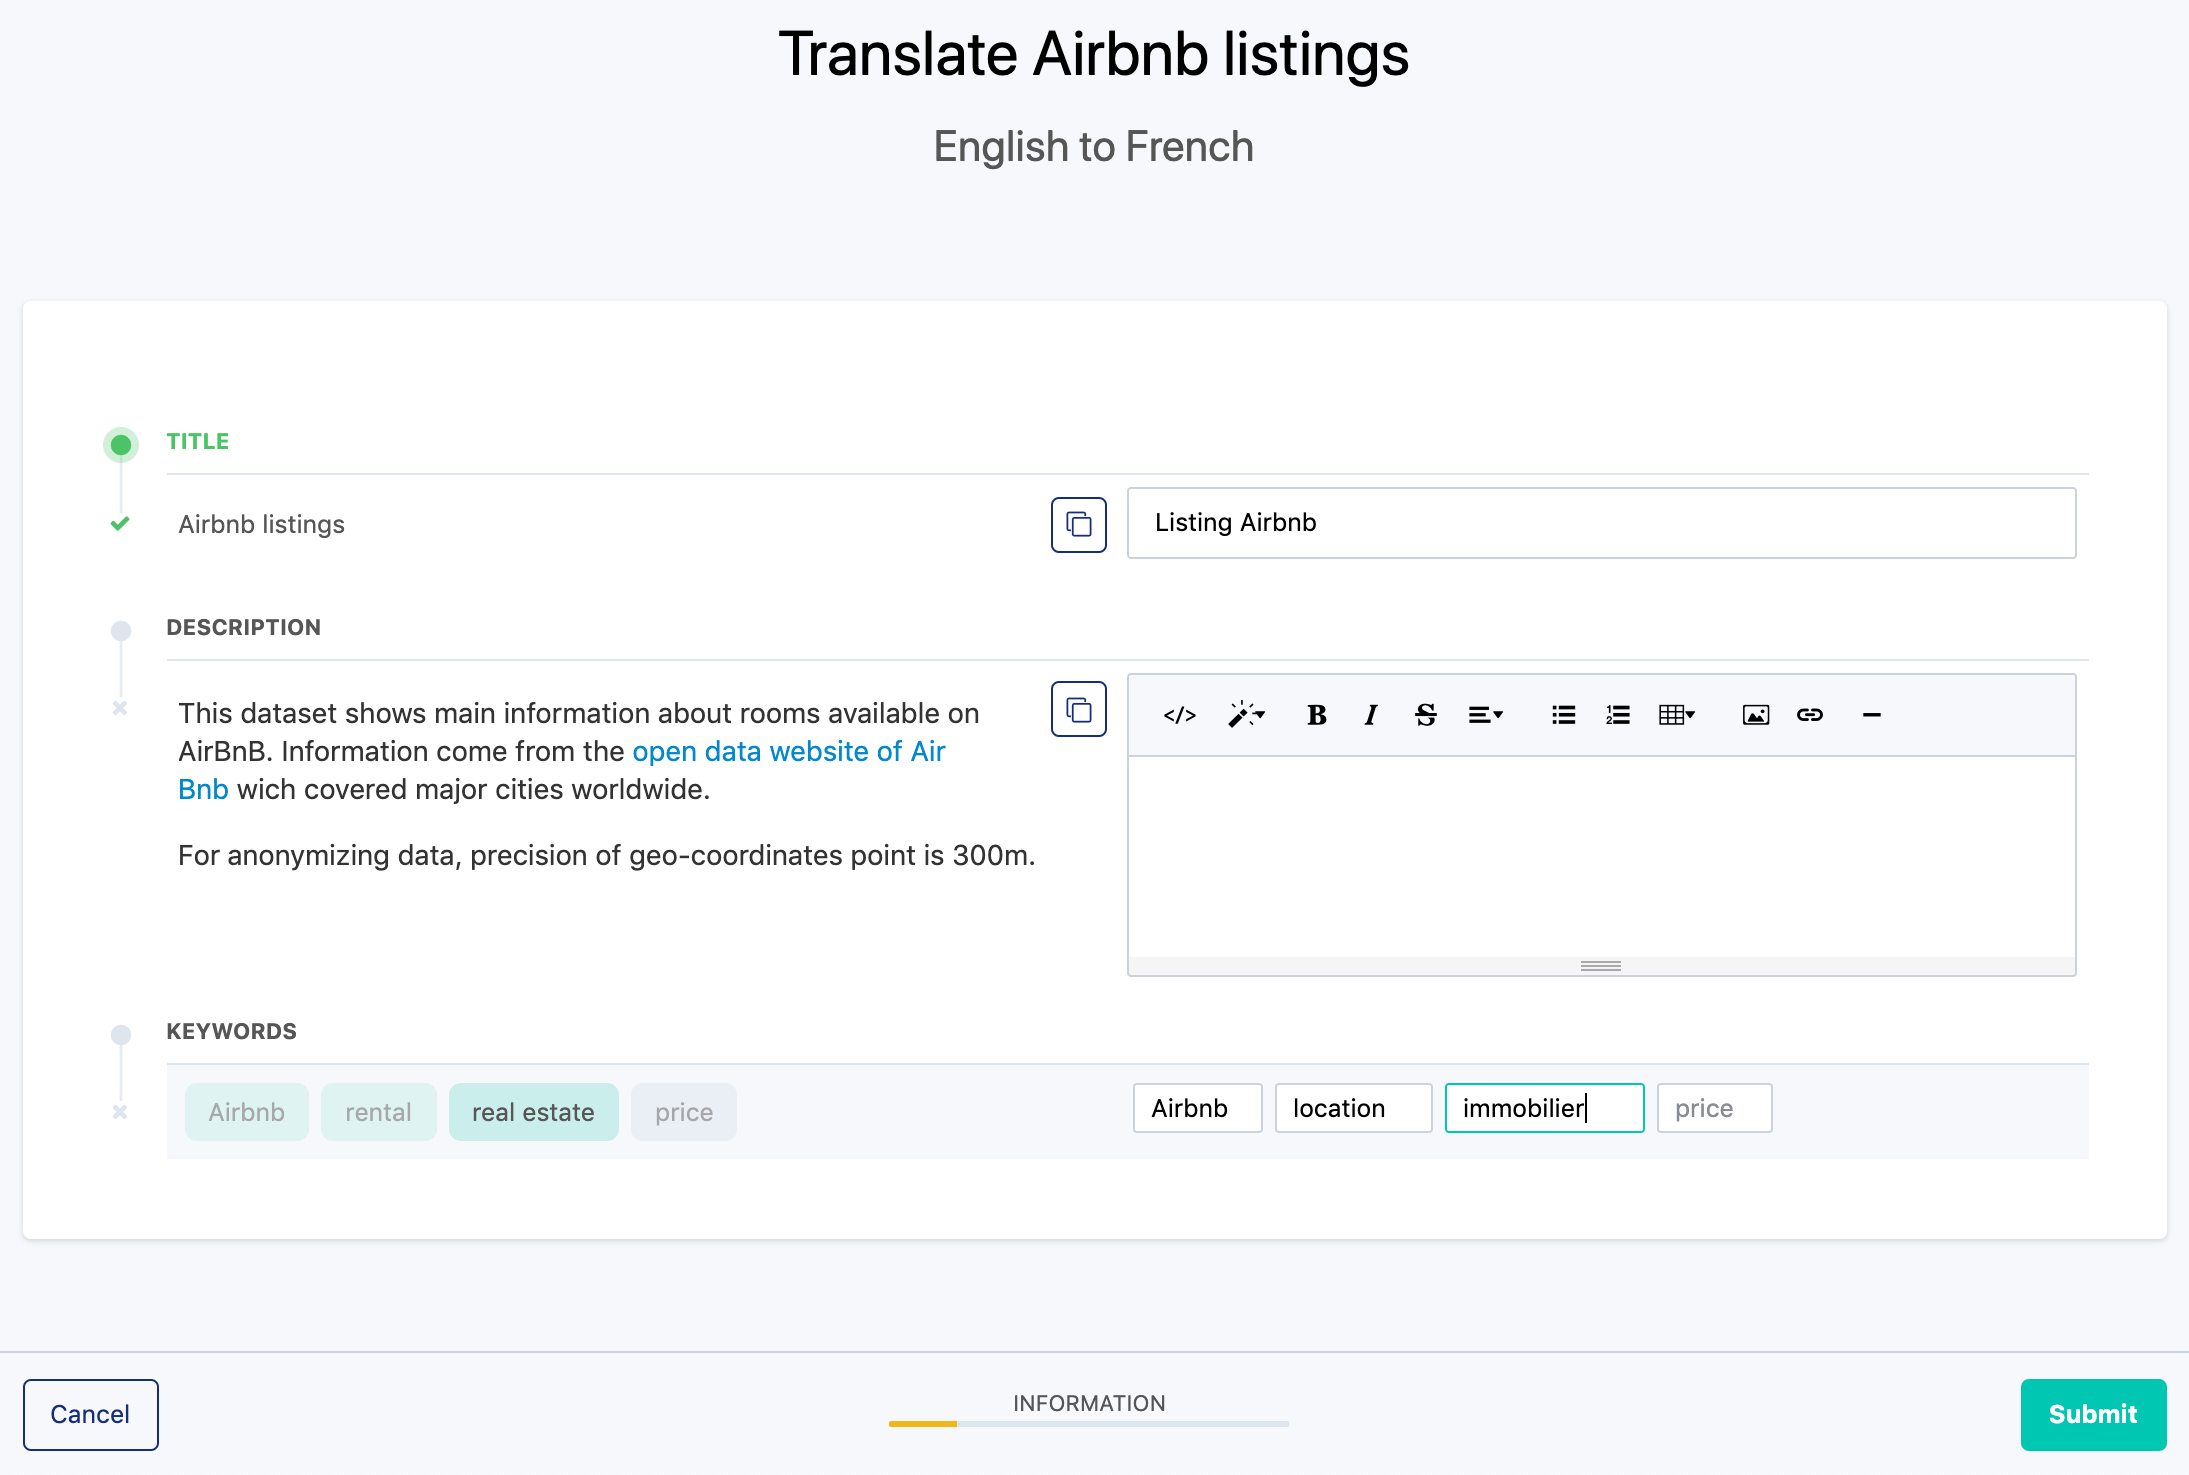 Translate Airbnb listings
English to French
TITLE
Airbnb listings
Listing Airbnb
DESCRIPTION
This dataset shows main information about rooms available on
AirBnB. Information come from the open data website of Air
Bnb wich covered major cities worldwide.
For anonymizing data, precision of geo-coordinates point is 300m.
</> B I S
KEYWORDS
Airbnb rental real estate price
Airbnb location immobilier price
Cancel
INFORMATION
Submit